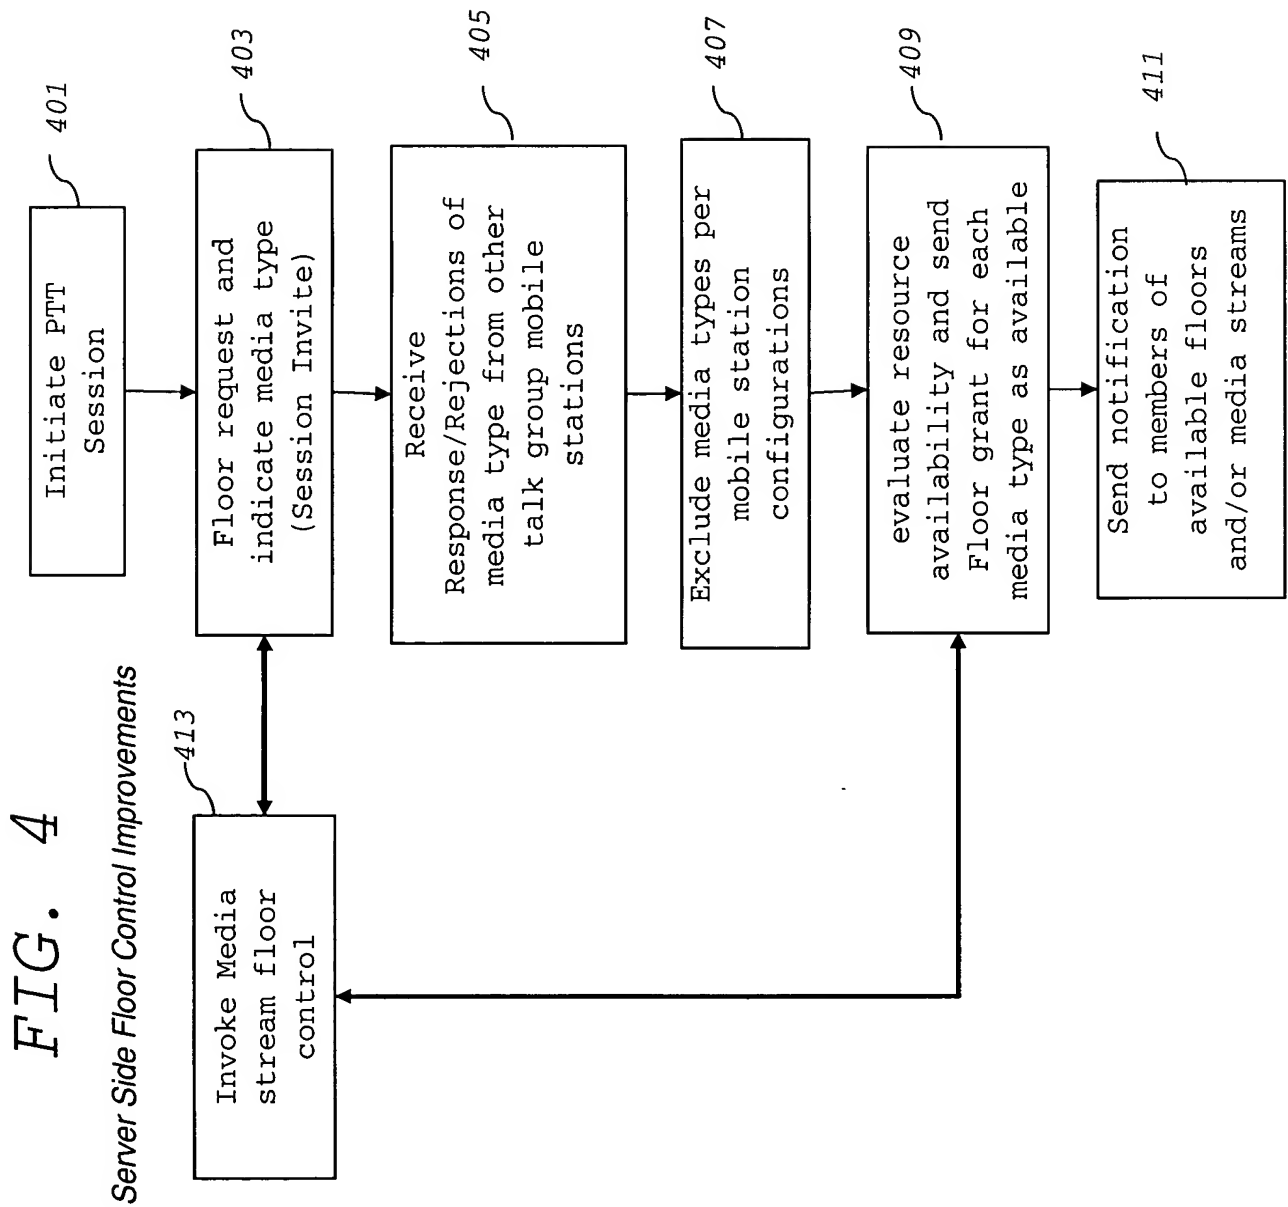 FIG. 4
Server Side Floor Control Improvements
401
Initiate PTT
Session
403
Floor request and
indicate media type
(Session Invite)
413
Invoke Media
stream floor
control
405
Receive
Response/Rejections of
media type from other
talk group mobile
stations
407
Exclude media types per
mobile station
configurations
409
evaluate resource
availability and send
Floor grant for each
media type as available
411
Send notification
to members of
available floors
and/or media streams